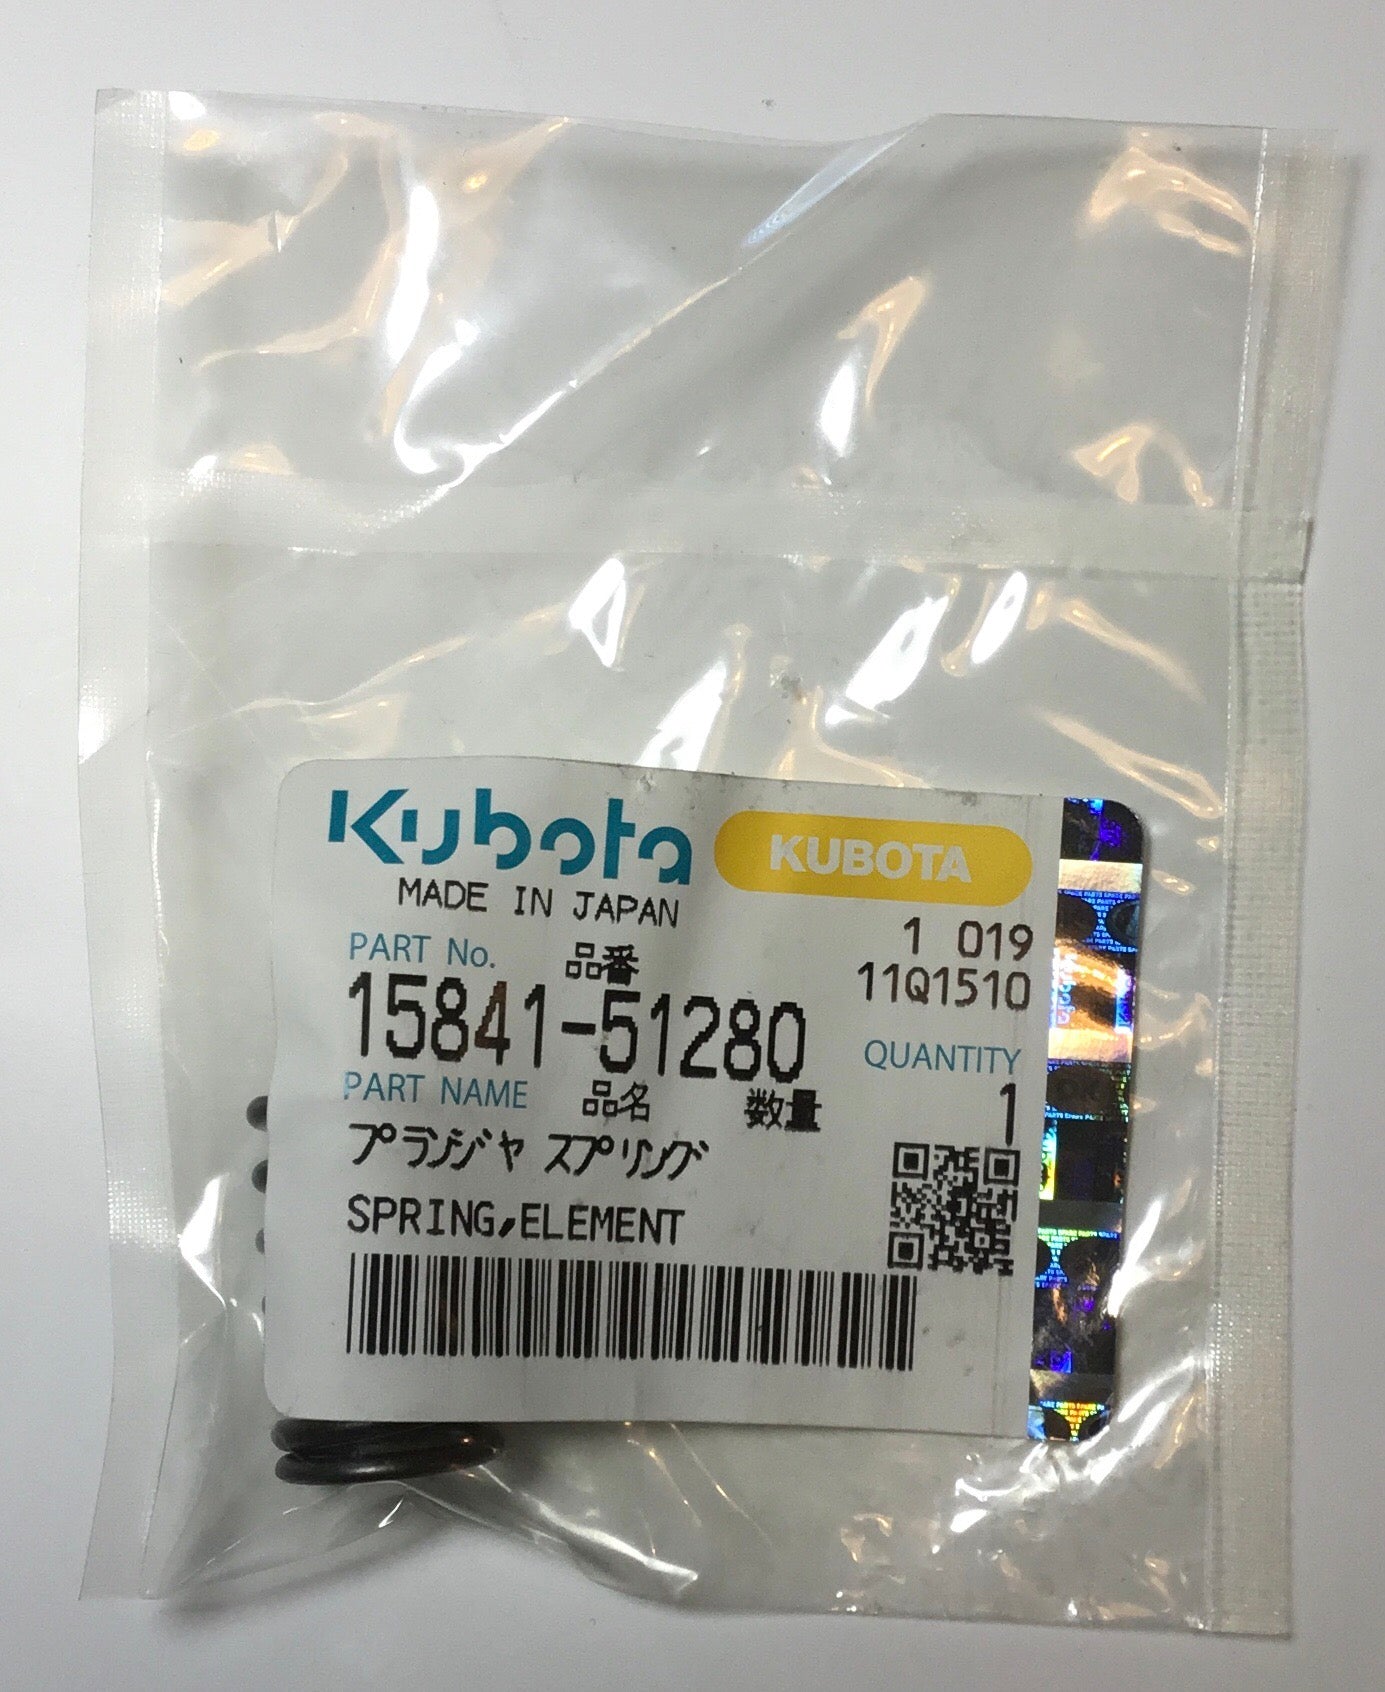 Kubota KUBOTA
MADE IN JAPAN
1 019
PART No. 品番
11Q1510
15841-51280
QUANTITY
PART NAME 品名 数量 1
プランジャ スプリング
SPRING,ELEMENT